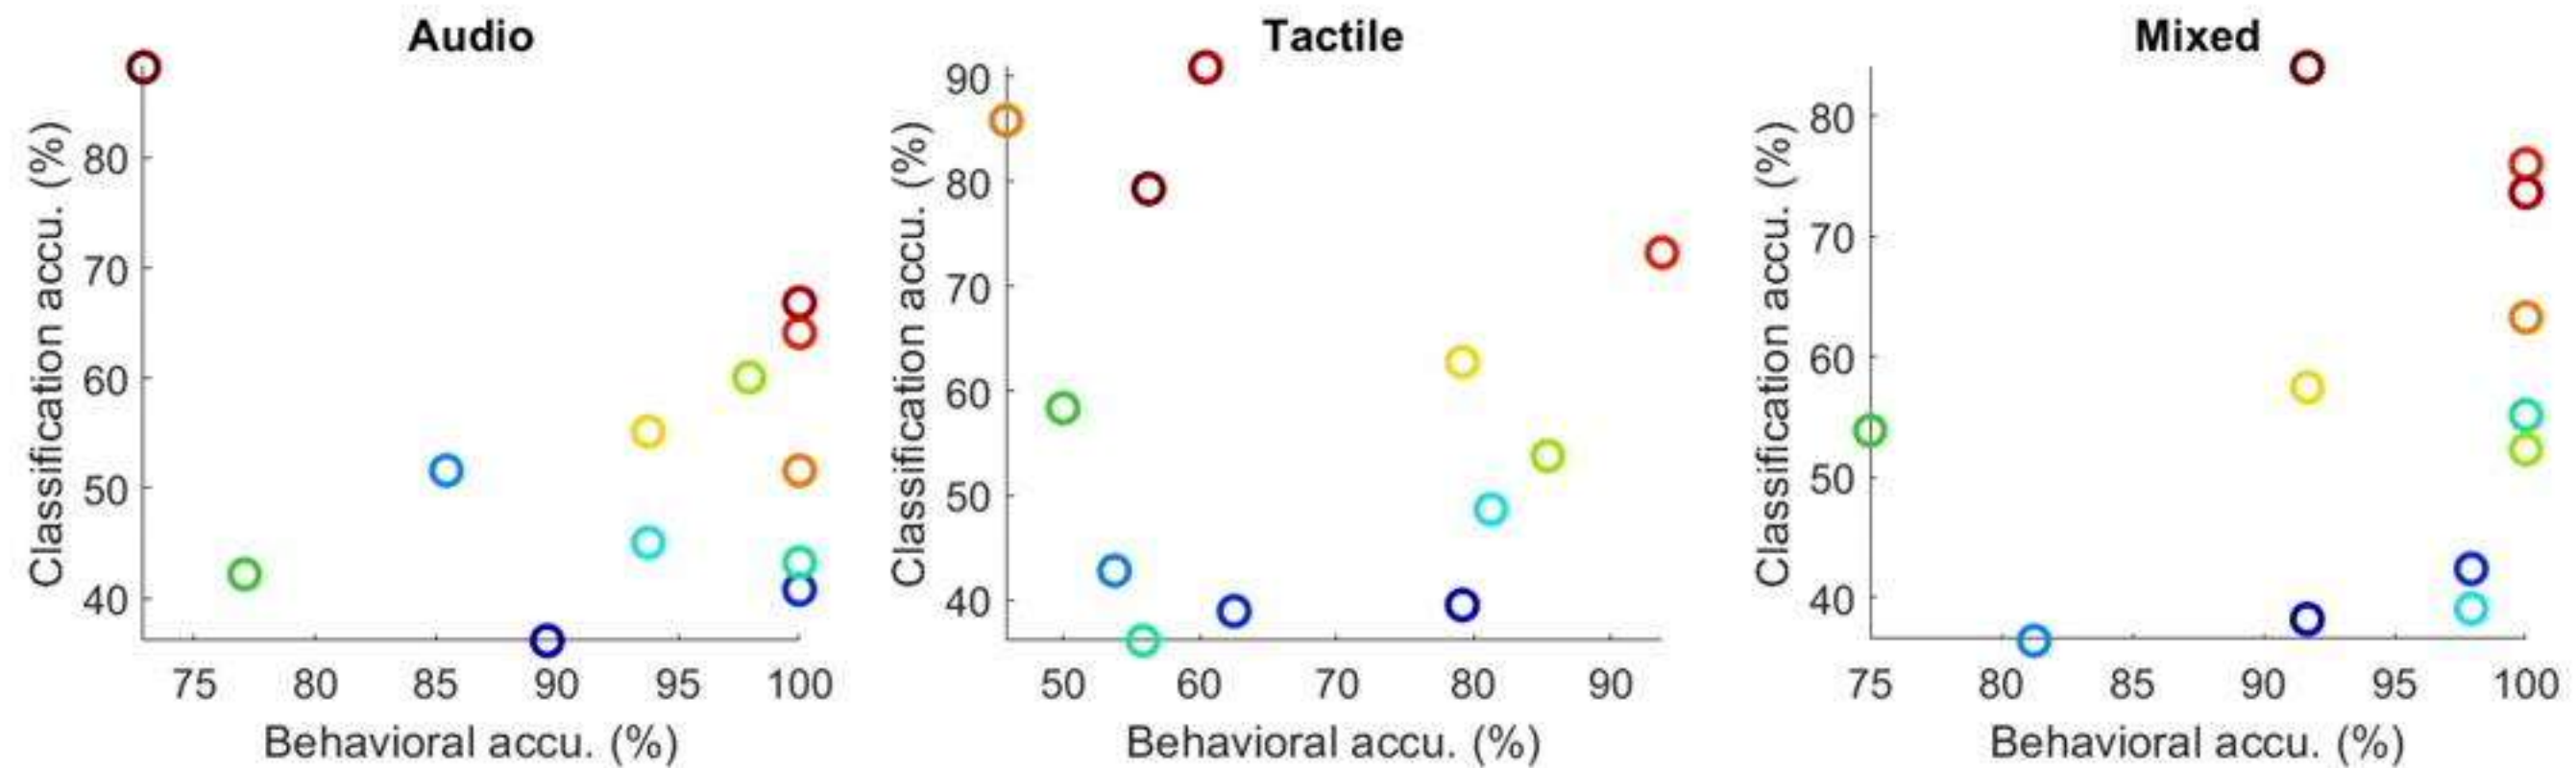 Audio
Classification accu. (%)
80
70
60
50
40
75 80 85 90 95 100
Behavioral accu. (%)
Tactile
Classification accu. (%)
90
80
70
60
50
40
50 60 70 80 90
Behavioral accu. (%)
Mixed
Classification accu. (%)
80
70
60
50
40
75 80 85 90 95 100
Behavioral accu. (%)